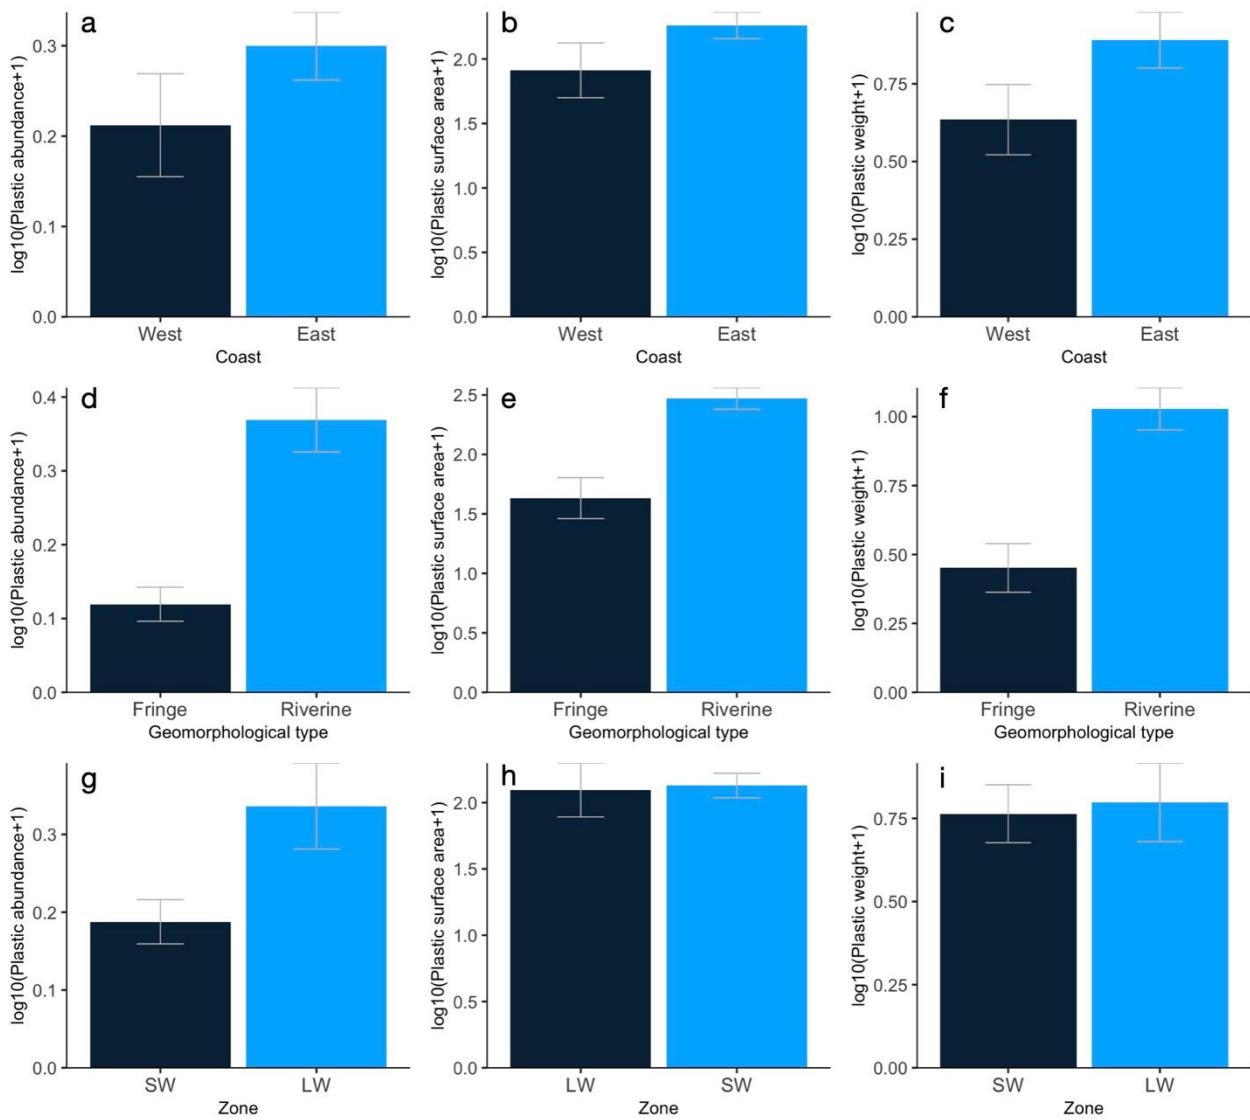 a
log10(Plastic abundance+1)
0.3
0.2
0.1
0.0
West East
Coast
b
log10(Plastic surface area+1)
2.0
1.5
1.0
0.5
0.0
West East
Coast
c
log10(Plastic weight+1)
0.75
0.50
0.25
0.00
West East
Coast
d
log10(Plastic abundance+1)
0.4
0.3
0.2
0.1
0.0
Fringe Riverine
Geomorphological type
e
log10(Plastic surface area+1)
2.5
2.0
1.5
1.0
0.5
0.0
Fringe Riverine
Geomorphological type
f
log10(Plastic weight+1)
1.00
0.75
0.50
0.25
0.00
Fringe Riverine
Geomorphological type
g
log10(Plastic abundance+1)
0.3
0.2
0.1
0.0
SW LW
Zone
h
log10(Plastic surface area+1)
2.0
1.5
1.0
0.5
0.0
LW SW
Zone
i
log10(Plastic weight+1)
0.75
0.50
0.25
0.00
SW LW
Zone